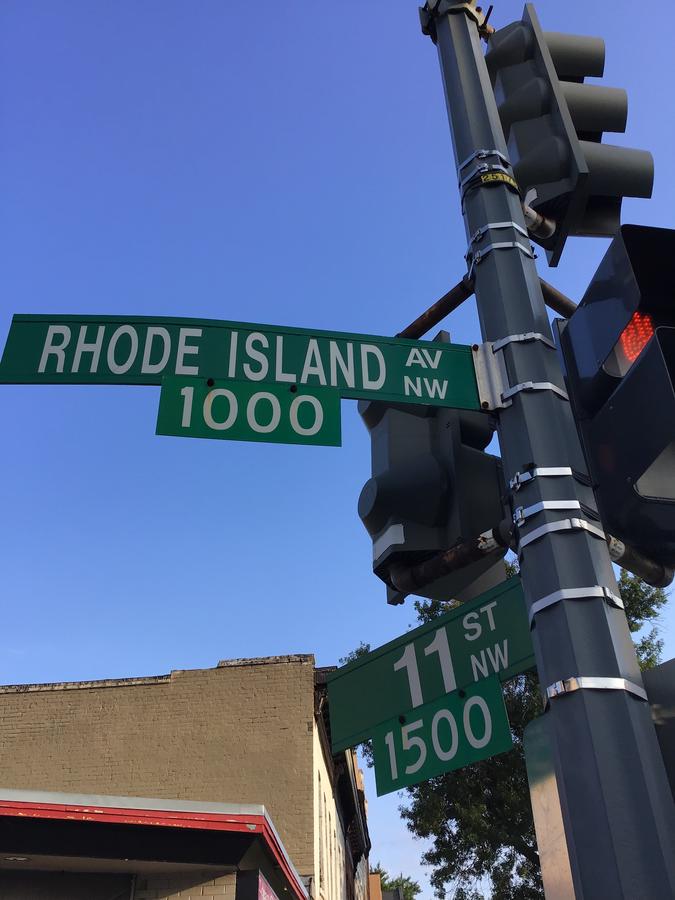 RHODE ISLAND AV NW
1000
11 ST NW
1500